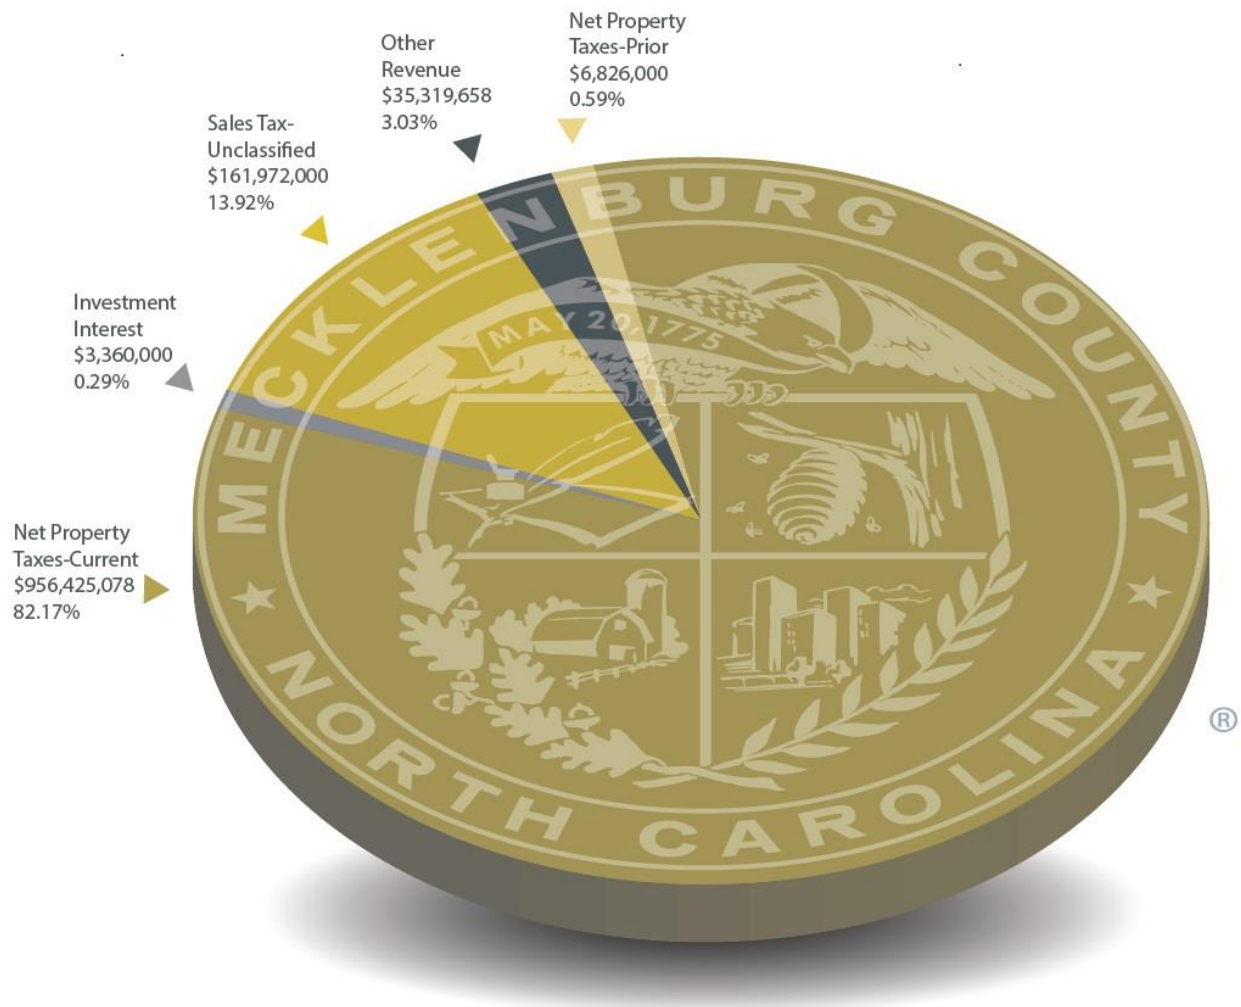 Net Property
Taxes-Prior
$6,826,000
0.59%
Other
Revenue
$35,319,658
3.03%
Sales Tax-
Unclassified
$161,972,000
13.92%
Investment
Interest
$3,360,000
0.29%
Net Property
Taxes-Current
$956,425,078
82.17%
MECKLENBURG COUNTY
MAY 20,1775
NORTH CAROLINA
®